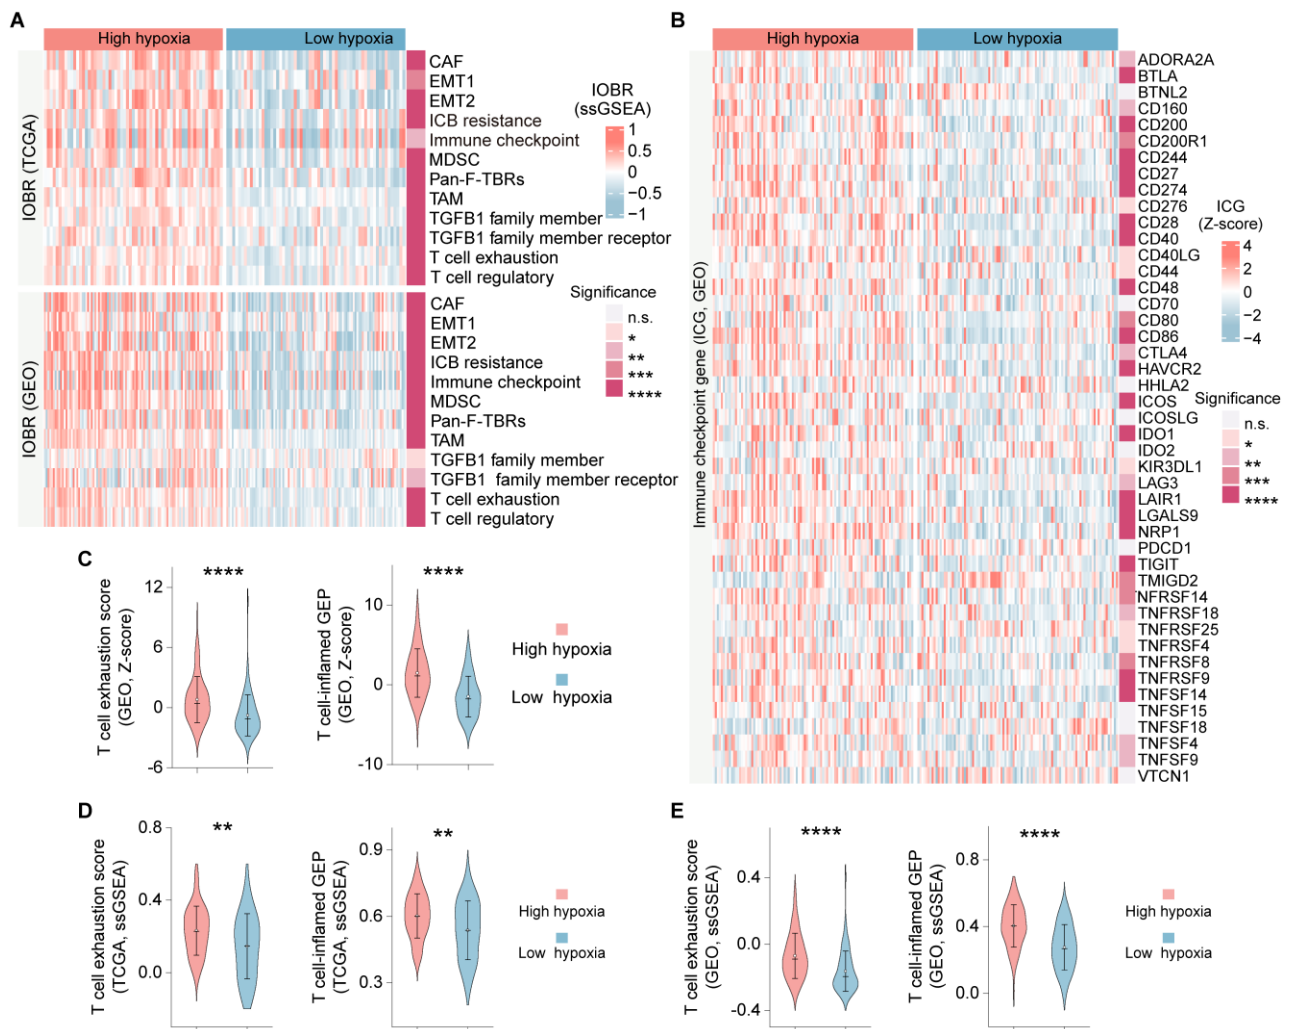 A
High hypoxia
Low hypoxia
IOBR (TCGA)
CAF
EMT1
EMT2
ICB resistance
Immune checkpoint
MDSC
Pan-F-TBRs
TAM
TGFB1 family member
TGFB1 family member receptor
T cell exhaustion
T cell regulatory
IOBR (GEO)
CAF
EMT1
EMT2
ICB resistance
Immune checkpoint
MDSC
Pan-F-TBRs
TAM
TGFB1 family member
TGFB1 family member receptor
T cell exhaustion
T cell regulatory
IOBR
(ssGSEA)
1
0.5
0
−0.5
−1
Significance
n.s.
*
**
***
****
B
High hypoxia
Low hypoxia
Immune checkpoint gene (ICG, GEO)
ADORA2A
BTLA
BTNL2
CD160
CD200
CD200R1
CD244
CD27
CD274
CD276
CD28
CD40
CD40LG
CD44
CD48
CD70
CD80
CD86
CTLA4
HAVCR2
HHLA2
ICOS
ICOSLG
IDO1
IDO2
KIR3DL1
LAG3
LAIR1
LGALS9
NRP1
PDCD1
TIGIT
TMIGD2
NFRSF14
TNFRSF18
TNFRSF25
TNFRSF4
TNFRSF8
TNFRSF9
TNFSF14
TNFSF15
TNFSF18
TNFSF4
TNFSF9
VTCN1
ICG
(Z-score)
4
2
0
−2
−4
Significance
n.s.
*
**
***
****
C
T cell exhaustion score
(GEO, Z-score)
12
6
0
-6
****
T cell-inflamed GEP
(GEO, Z-score)
10
0
-10
****
High hypoxia
Low hypoxia
D
T cell exhaustion score
(TCGA, ssGSEA)
0.8
0.4
0.0
**
T cell-inflamed GEP
(TCGA, ssGSEA)
0.9
0.6
0.3
**
High hypoxia
Low hypoxia
E
T cell exhaustion score
(GEO, ssGSEA)
0.4
0.0
-0.4
****
T cell-inflamed GEP
(GEO, ssGSEA)
0.8
0.4
0.0
****
High hypoxia
Low hypoxia